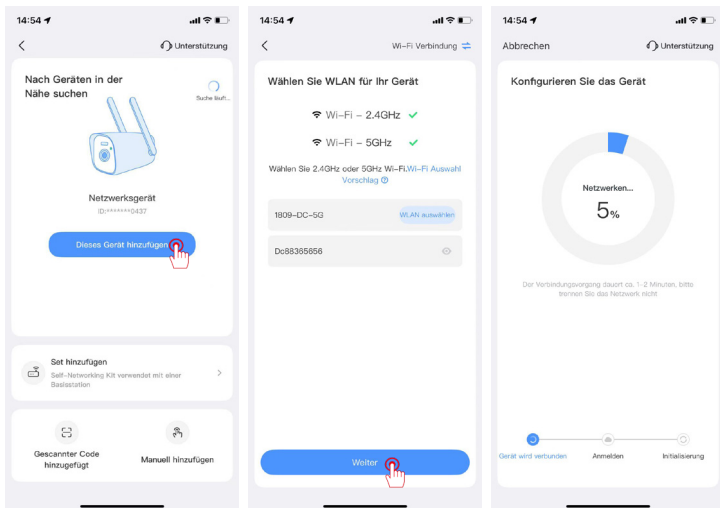 14:54
Unterstützung
Nach Geräten in der
Nähe suchen
Suche läuft...
Netzwerksgerät
ID:*******0437
Dieses Gerät hinzufügen
Set hinzufügen
Self-Networking Kit verwendet mit einer
Basisstation
Gescannter Code
hinzugefügt
Manuell hinzufügen
14:54
Wi-Fi Verbindung
Wählen Sie WLAN für Ihr Gerät
Wi-Fi - 2.4GHz
Wi-Fi - 5GHz
Wählen Sie 2.4GHz oder 5GHz Wi-Fi.Wi-Fi Auswahl
Vorschlag
1809-DC-5G
WLAN auswählen
Dc88365656
Weiter
14:54
Abbrechen
Unterstützung
Konfigurieren Sie das Gerät
Netzwerken...
5%
Der Verbindungsvorgang dauert ca. 1-2 Minuten, bitte
trennen Sie das Netzwerk nicht
Gerät wird verbunden
Anmelden
Initialisierung